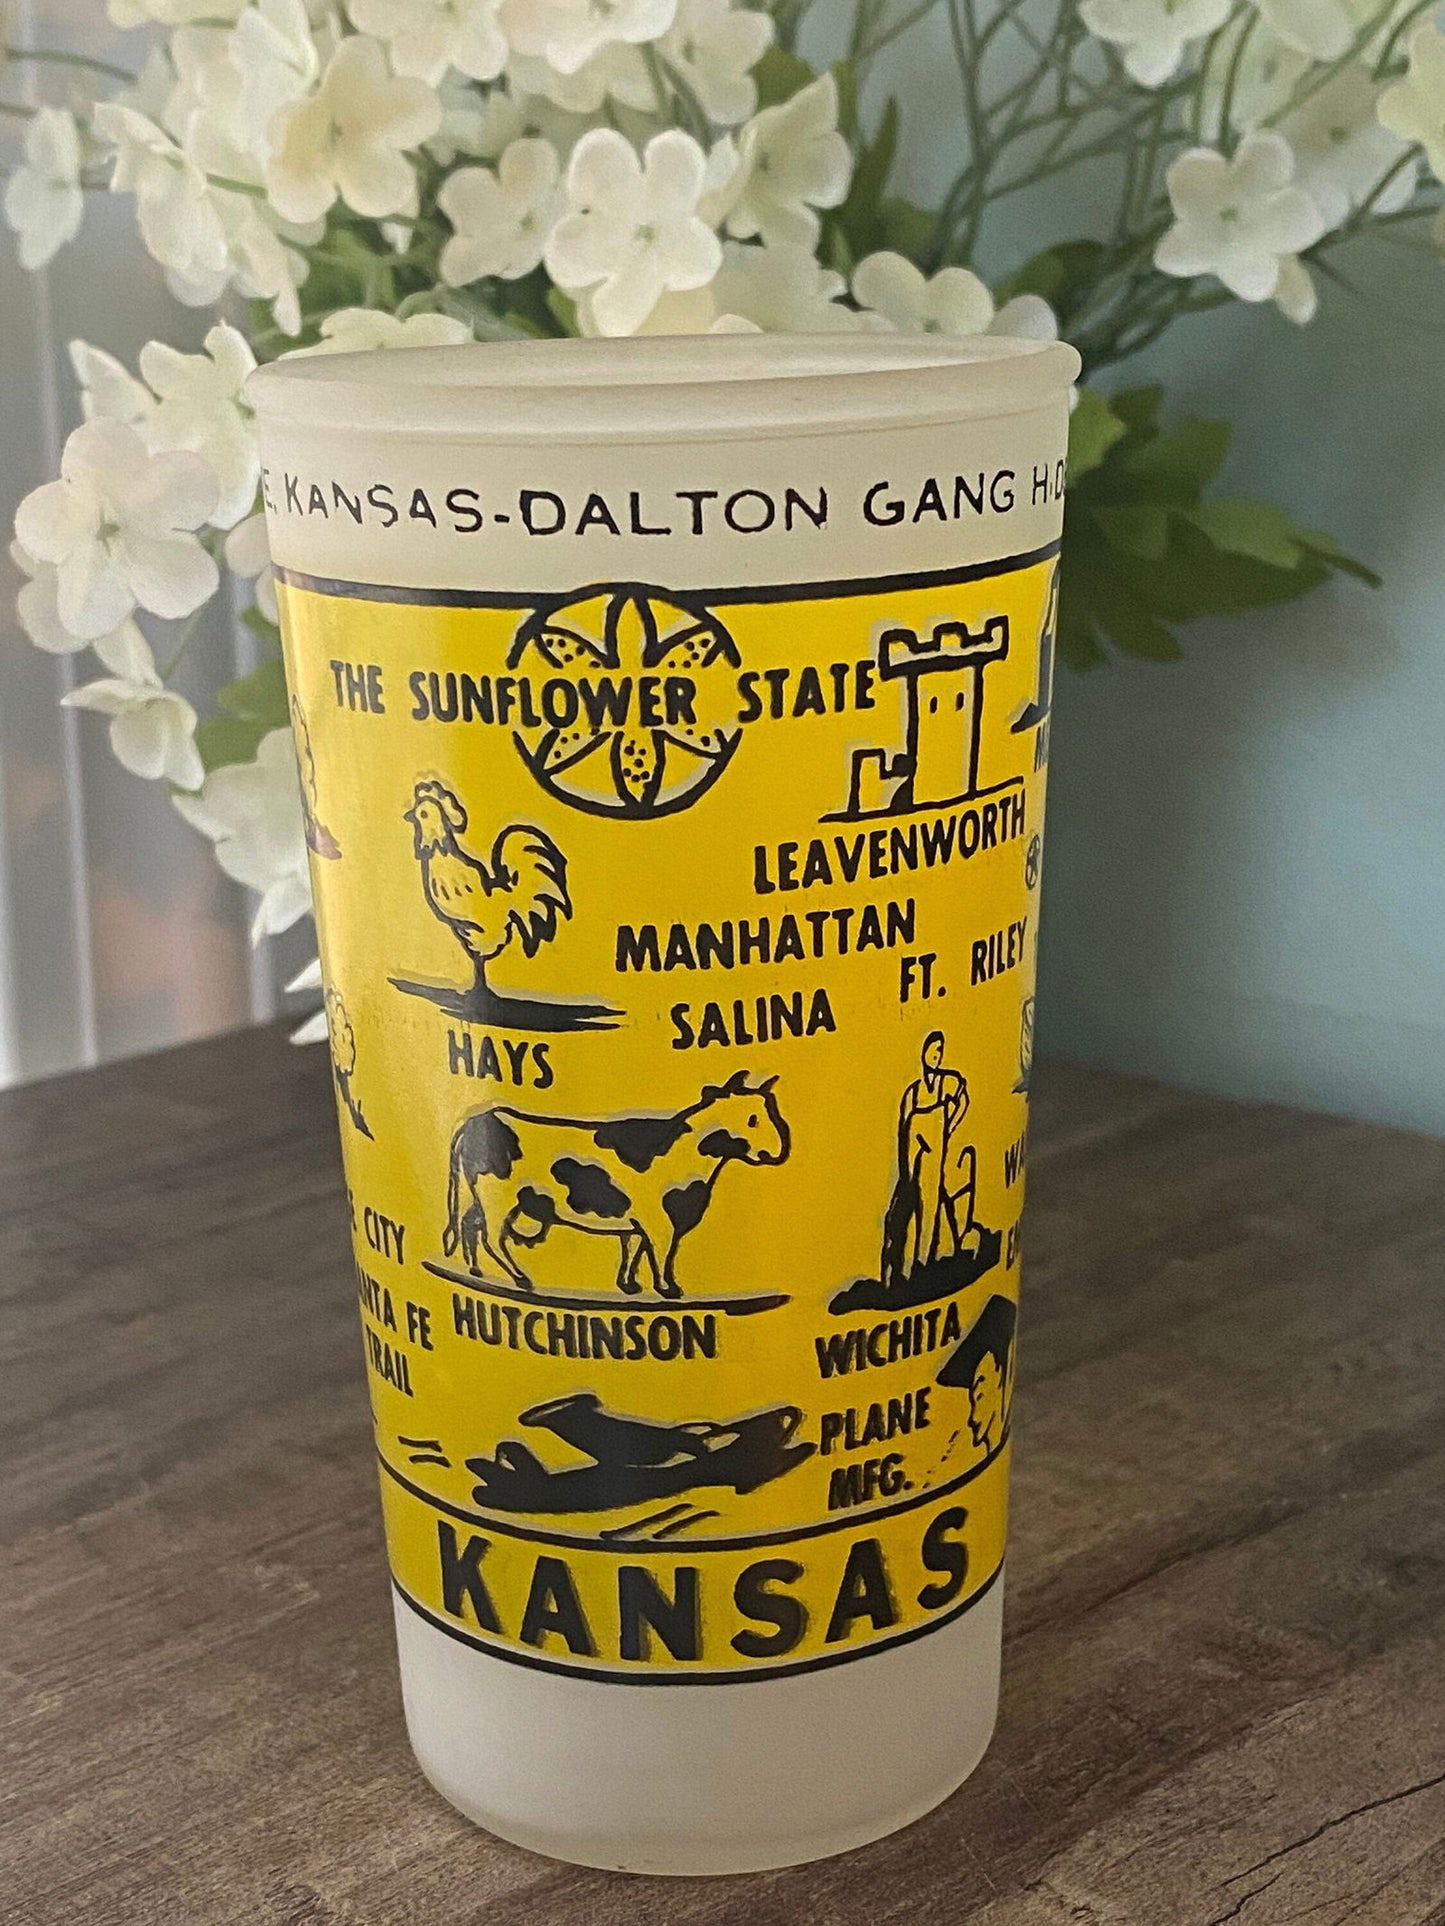 KANSAS-DALTON GANG
THE SUNFLOWER STATE
LEAVENWORTH
MANHATTAN
FT. RILEY
SALINA
HAYS
CITY
FE
TRAIL
HUTCHINSON
WICHITA
PLANE
MFG.
KANSAS